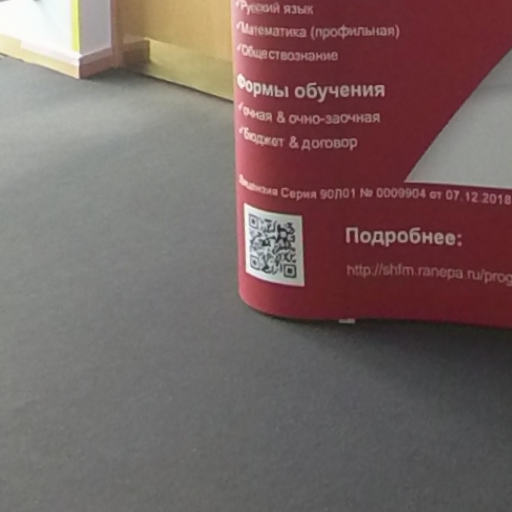 Русский язык
Математика (профильная)
Обществознание
Формы обучения
очная & очно-заочная
Бюджет & договор
Лицензия Серия 90Л01 № 0009904 от 07.12.2018
Подробнее:
http://shfm.ranepa.ru/prog